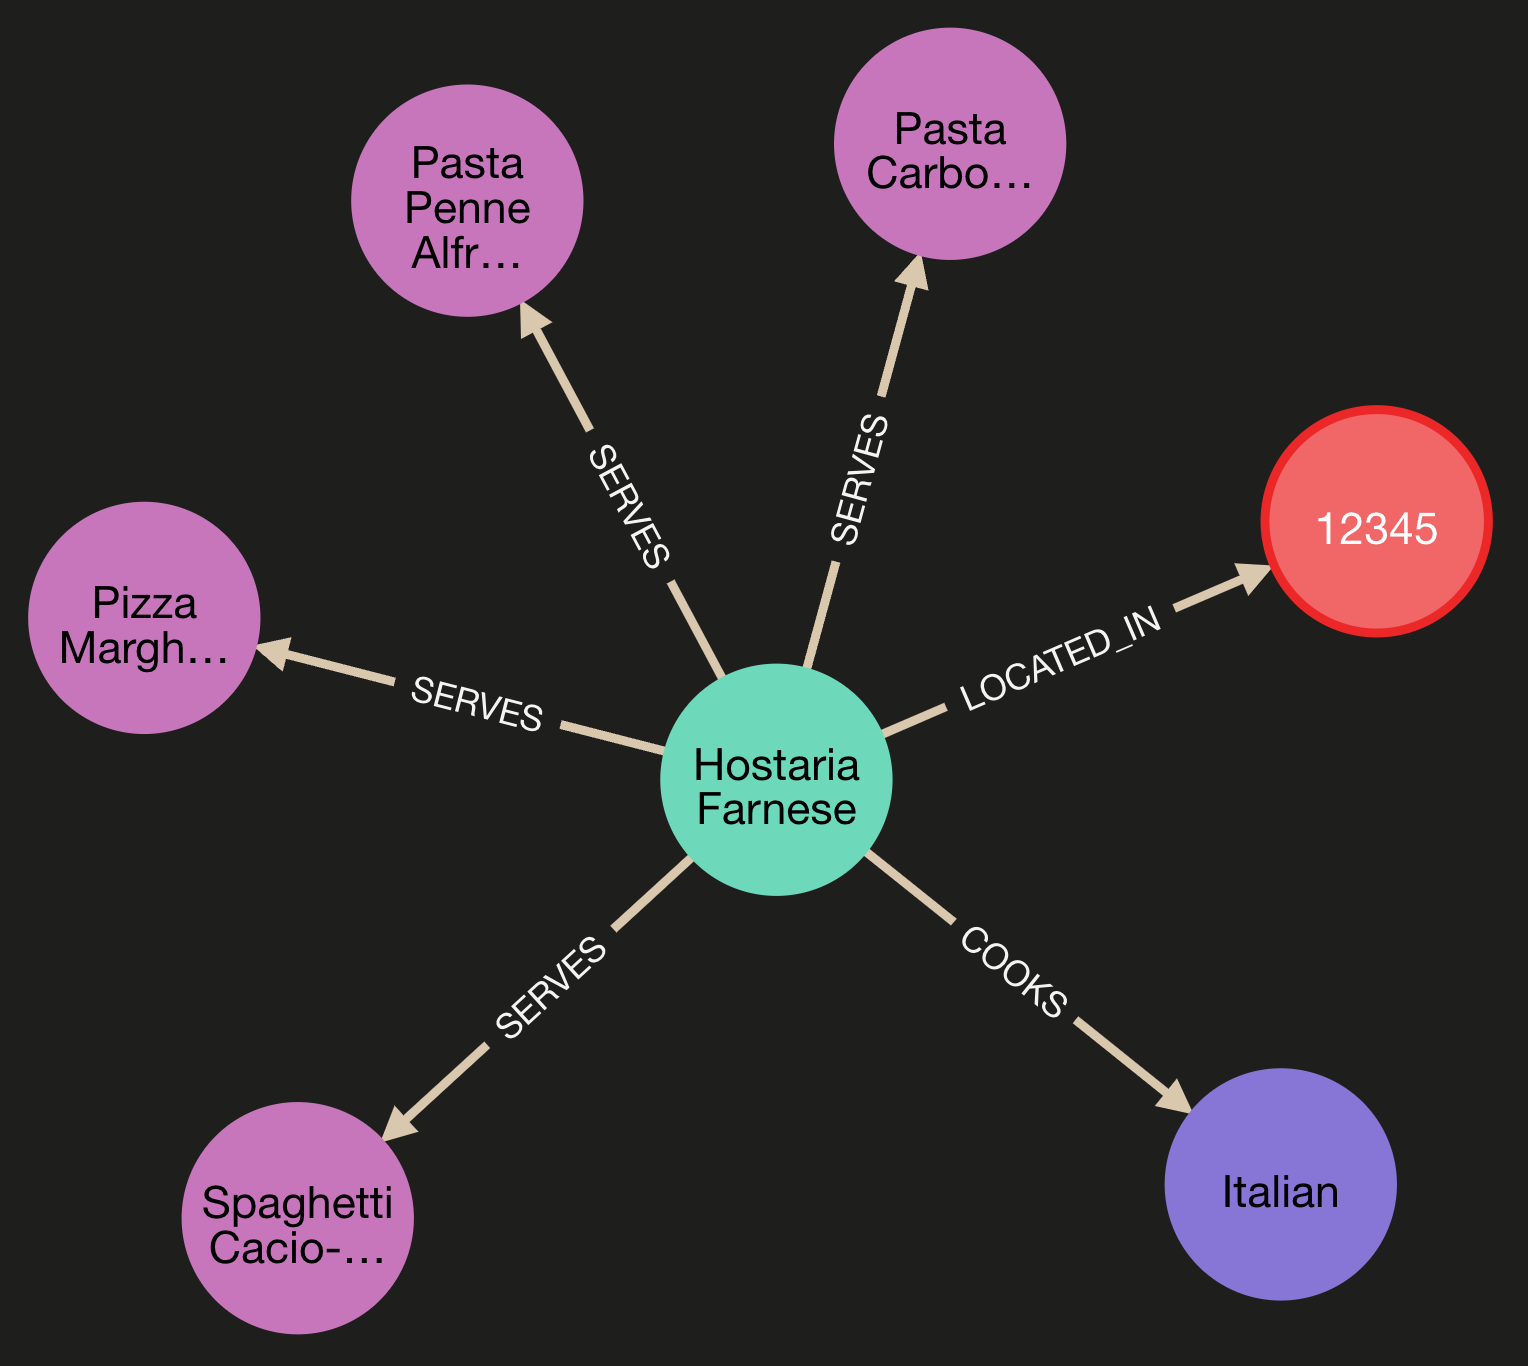 Pasta
Carbo…
Pasta
Penne
Alfr…
SERVES
SERVES
12345
Pizza
Margh…
LOCATED_IN
SERVES
Hostaria
Farnese
SERVES
COOKS
Spaghetti
Cacio-…
Italian